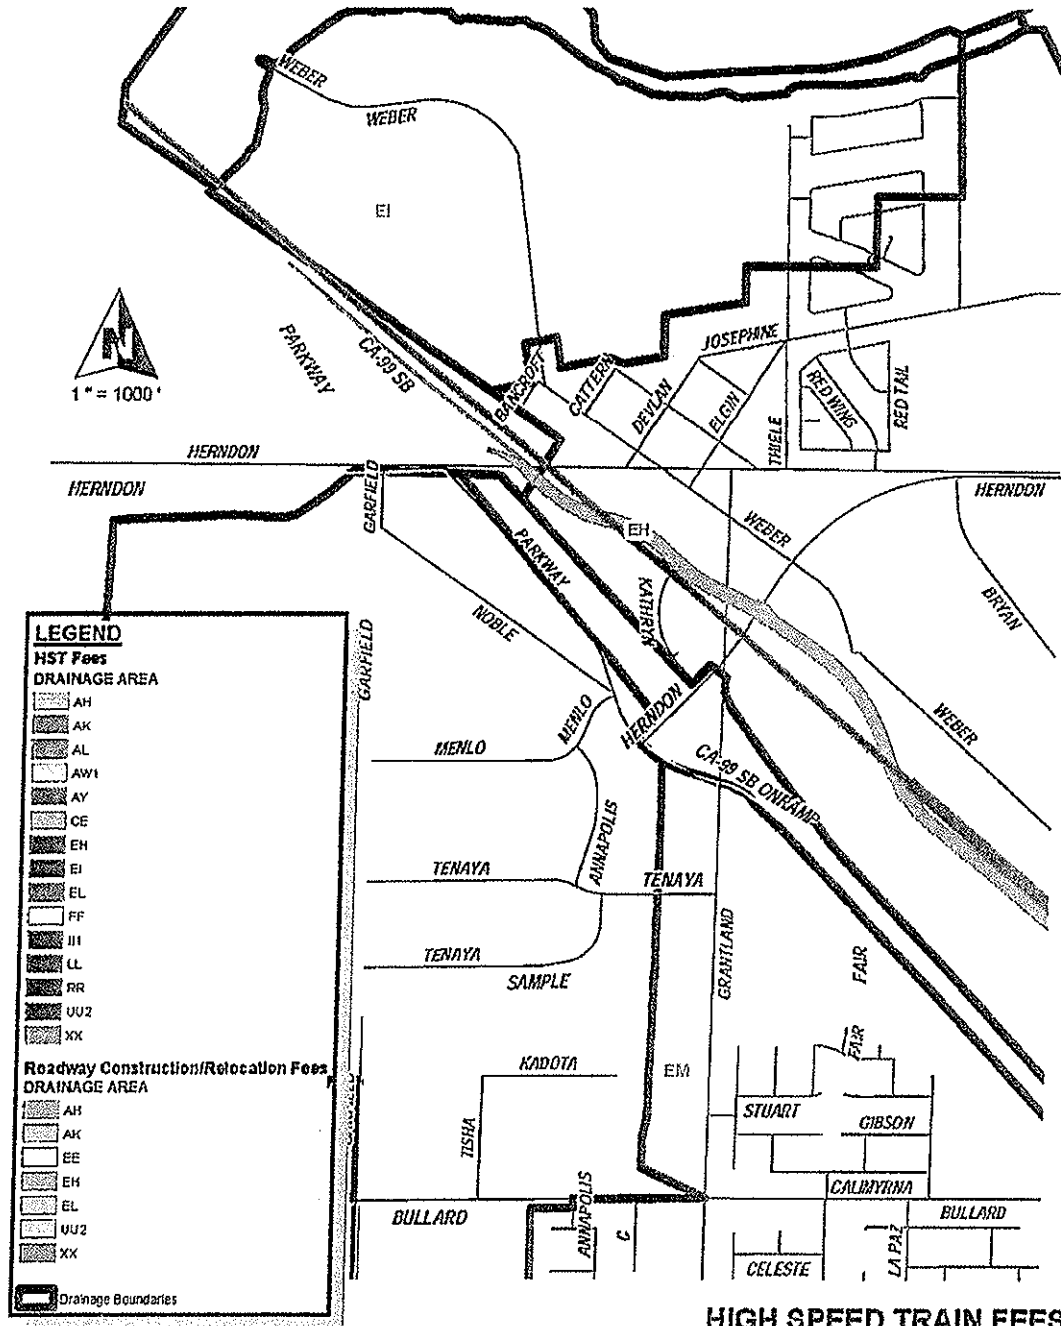 WEBER
WEBER
EI
N
1" = 1000'
PARKWAY
CA-99 SB
JOSEPHINE
BANCROFT
CATTERN
DEVLAN
ELGIN
THIELE
RED WING
RED TAIL
HERNDON
HERNDON
GARFIELD
HERNDON
EH
WEBER
PARKWAY
KATHRYN
BRYAN
NOBLE
LEGEND
HST Fees
DRAINAGE AREA
AH
AK
AL
AW1
AY
CE
EH
EI
EL
FF
LL
RR
UU2
XX
Roadway Construction/Relocation Fees
DRAINAGE AREA
AH
AK
EE
EH
EL
UU2
XX
Drainage Boundaries
GARFIELD
MENLO
MENLO
HERNDON
WEBER
CA-99 SB ONRAMP
ANNAPOLIS
TENAYA
TENAYA
GRANTLAND
TENAYA
SAMPLE
FAIR
KADOTA
EM
FAIR
TISHA
STUART
GIBSON
CALIMYRNA
BULLARD
ANNAPOLIS
C
BULLARD
CELESTE
LA PAZ
HIGH SPEED TRAIN FEES